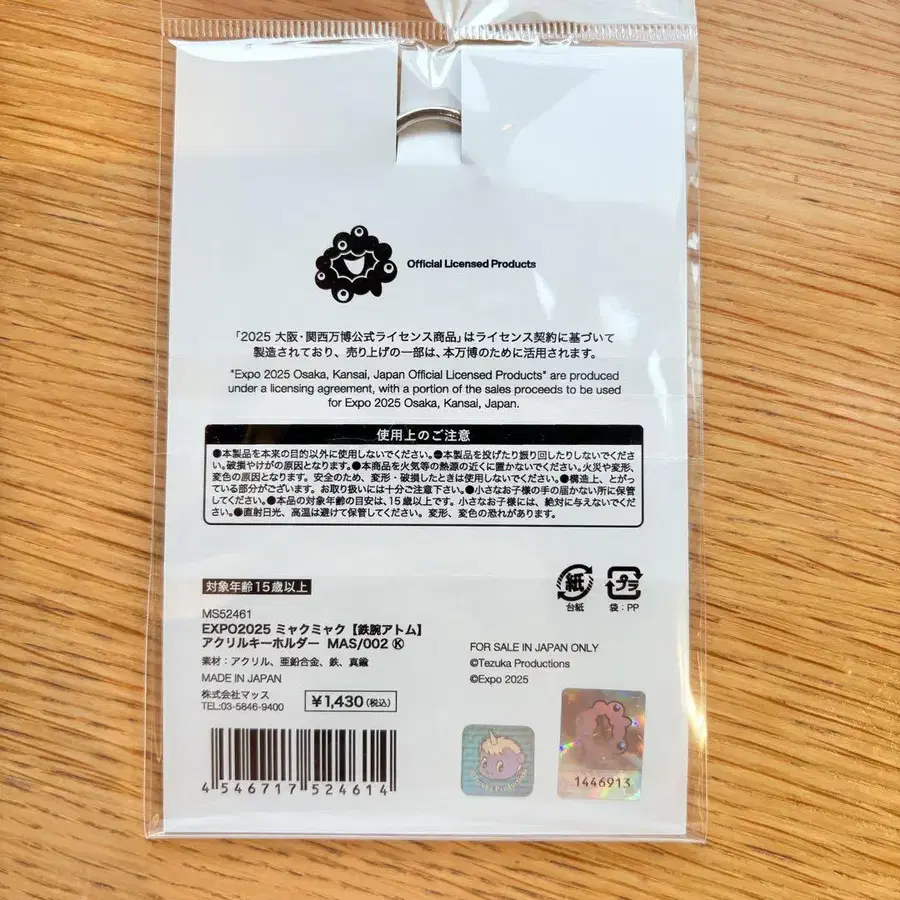 Official Licensed Products
「2025 大阪・関西万博公式ライセンス商品」はライセンス契約に基づいて
製造されており、売り上げの一部は、本万博のために活用されます。
"Expo 2025 Osaka, Kansai, Japan Official Licensed Products" are produced
under a licensing agreement, with a portion of the sales proceeds to be used
for Expo 2025 Osaka, Kansai, Japan.
使用上のご注意
●本製品を本来の目的以外に使用しないでください。●本製品を投げたり振り回したりしないでくださ
い。破損やけがの原因となります。●本商品を火気等の熱源の近くに置かないでください。火災や変形、
変色の原因となります。安全のため、変形・破損したときは使用しないでください。●構造上、とがっ
ている部分がございます。お取り扱いには十分ご注意下さい。●小さなお子様の手の届かない所に保管
してください。●本品の対象年齢の目安は、15歳以上です。小さなお子様には、絶対に与えないでくだ
さい。●直射日光、高温は避けて保管してください。変形、変色の恐れがあります。
対象年齢15歳以上
紙
台紙
プラ
袋：PP
MS52461
EXPO2025 ミャクミャク【鉄腕アトム】
アクリルキーホルダー MAS/002 Ⓚ
素材：アクリル、亜鉛合金、鉄、真鍮
MADE IN JAPAN
株式会社マッス
TEL:03-5846-9400
¥1,430(税込)
FOR SALE IN JAPAN ONLY
©Tezuka Productions
©Expo 2025
4 546717 524614
Tezuka Productions
1446913